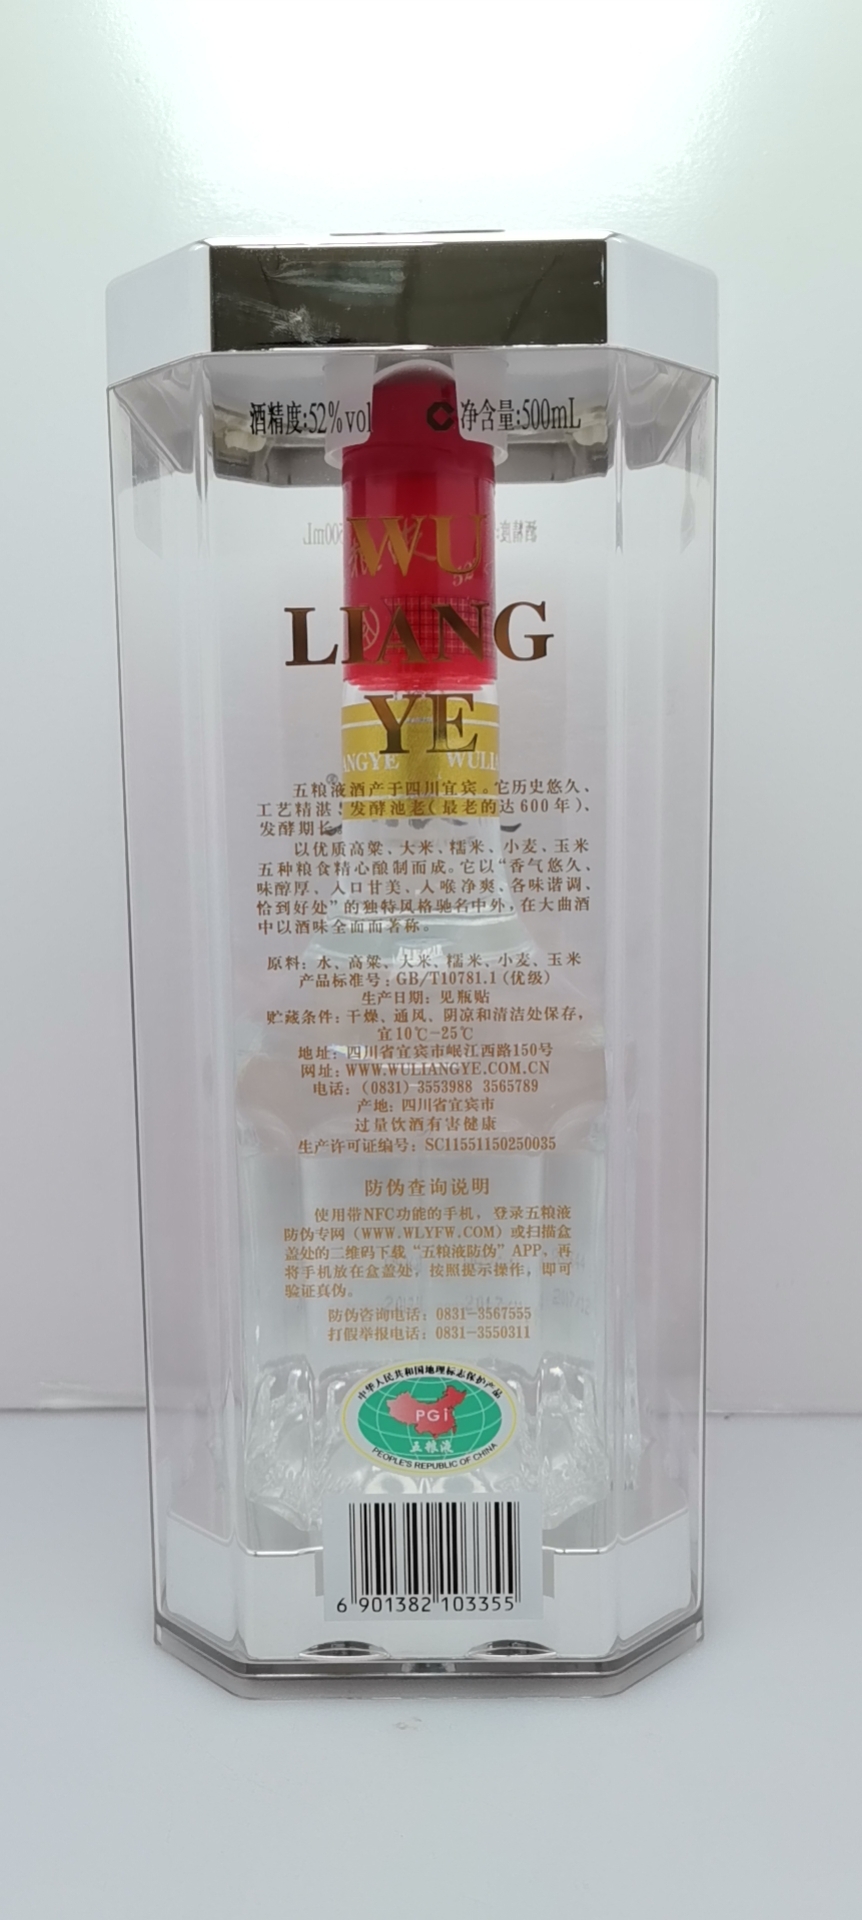 酒精度:52%vol 净含量:500mL
WU
LIANG
YE
ANGYE WULIA
五粮液酒产于四川宜宾。它历史悠久、
工艺精湛!发酵池老(最老的达600年)、
发酵期长
以优质高粱、大米、糯米、小麦、玉米
五种粮食精心酿制而成。它以“香气悠久、
味醇厚、入口甘美、入喉净爽、各味谐调、
恰到好处”的独特风格驰名中外,在大曲酒
中以酒味全面而著称。
原料:水、高粱、大米、糯米、小麦、玉米
产品标准号:GB/T10781.1(优级)
生产日期:见瓶贴
贮藏条件:干燥、通风、阴凉和清洁处保存,
宜10℃-25℃
地址:四川省宜宾市岷江西路150号
网址:WWW.WULIANGYE.COM.CN
电话:(0831)3553988 3565789
产地:四川省宜宾市
过量饮酒有害健康
生产许可证编号:SC11551150250035
防伪查询说明
使用带NFC功能的手机,登录五粮液
防伪专网(WWW.WLYFW.COM)或扫描盒
盖处的二维码下载“五粮液防伪”APP,再
将手机放在盒盖处,按照提示操作,即可
验证真伪。
防伪咨询电话:0831-3567555
打假举报电话:0831-3550311
中华人民共和国地理标志保护产品
PGI
五粮液
PEOPLE'S REPUBLIC OF CHINA
6 901382 103355